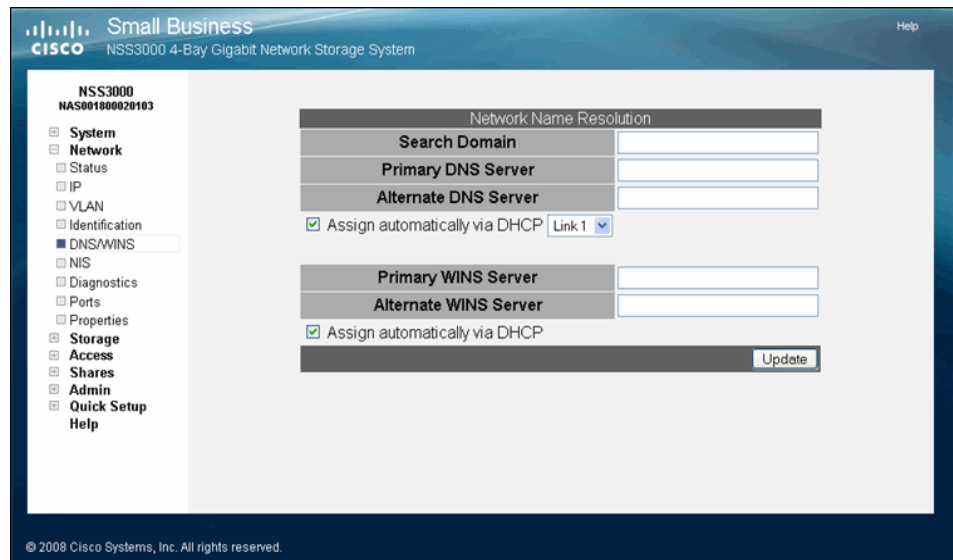 Small Business
Help
CISCO NSS3000 4-Bay Gigabit Network Storage System
NSS3000
NAS001800020103
System
Network
Status
IP
VLAN
Identification
DNS/WINS
NIS
Diagnostics
Ports
Properties
Storage
Access
Shares
Admin
Quick Setup
Help
Network Name Resolution
Search Domain
Primary DNS Server
Alternate DNS Server
Assign automatically via DHCP Link 1
Primary WINS Server
Alternate WINS Server
Assign automatically via DHCP
Update
© 2008 Cisco Systems, Inc. All rights reserved.